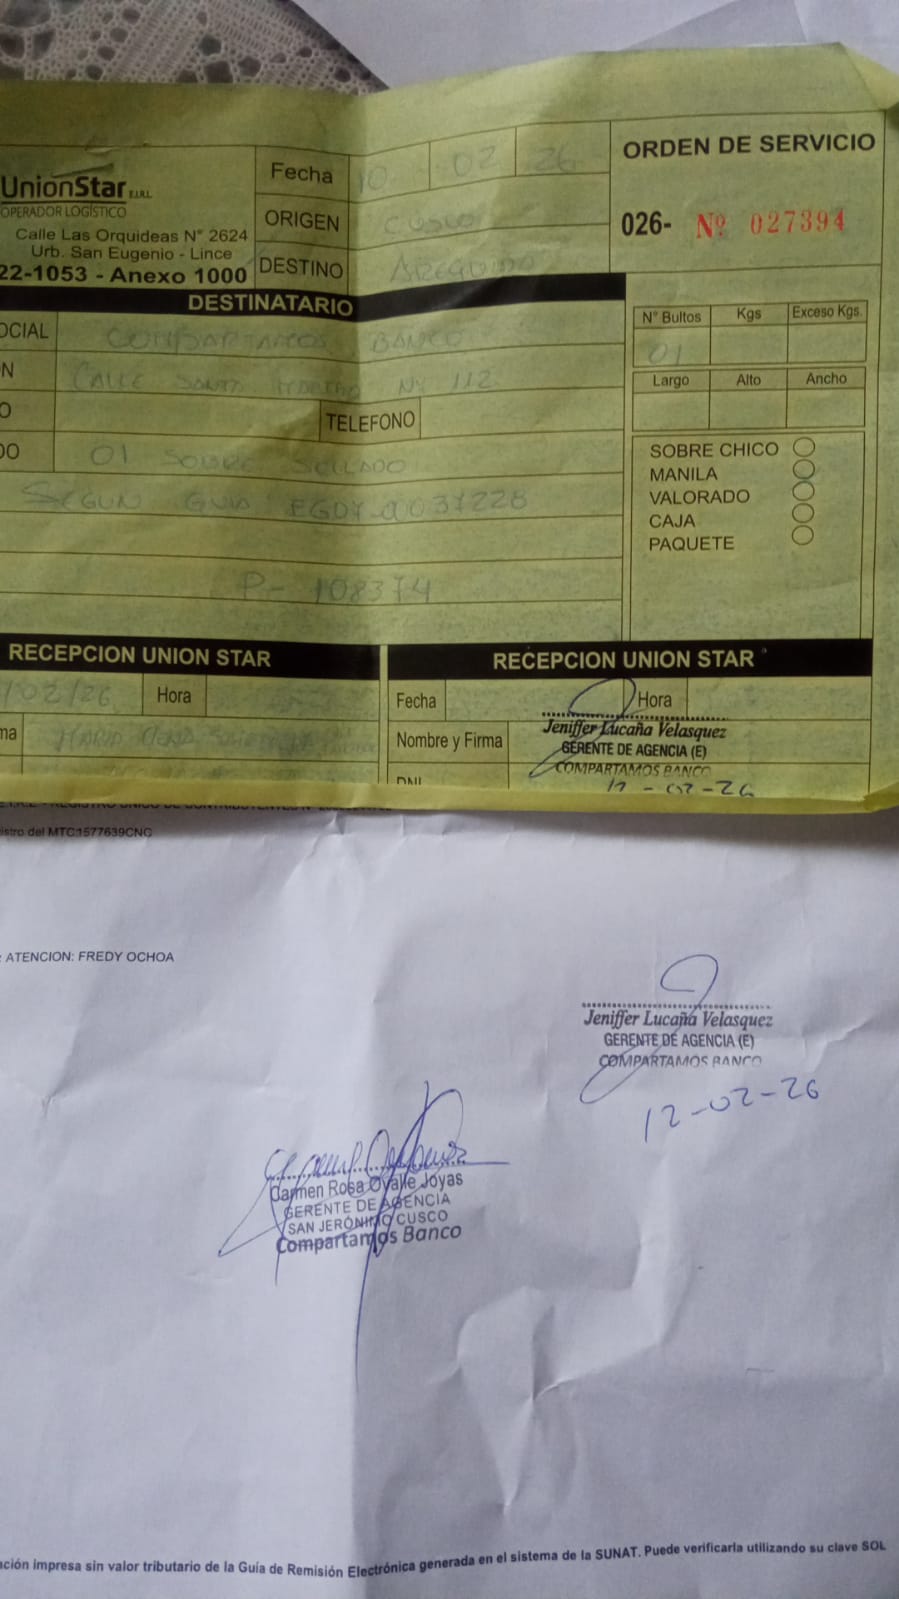 UnionStar E.I.R.L.
OPERADOR LOGÍSTICO
Calle Las Orquideas N° 2624
Urb. San Eugenio - Lince
22-1053 - Anexo 1000
Fecha 10 02 26
ORIGEN CUSCO
DESTINO AREQUIPA
ORDEN DE SERVICIO
026- Nº 027394
DESTINATARIO
OCIAL COMPARTAMOS BANCO
N CALLE SANTA 112
O TELEFONO
DO 01 SOBRE SELLADO
SEGUN GUIA
P- 108374
N° Bultos Kgs Exceso Kgs.
01
Largo Alto Ancho
SOBRE CHICO
MANILA
VALORADO
CAJA
PAQUETE
RECEPCION UNION STAR
/02/26 Hora
ma MARIO
RECEPCION UNION STAR
Fecha Hora
Nombre y Firma
DNI
Jeniffer Lucaña Velasquez
GERENTE DE AGENCIA (E)
COMPARTAMOS BANCO
12-02-26
istro del MTC:1577639CNG
: ATENCION: FREDY OCHOA
Jeniffer Lucaña Velasquez
GERENTE DE AGENCIA (E)
COMPARTAMOS BANCO
12-02-26
Carmen Rosa Ovalle Joyas
GERENTE DE AGENCIA
SAN JERÓNIMO CUSCO
Compartamos Banco
ación impresa sin valor tributario de la Guía de Remisión Electrónica generada en el sistema de la SUNAT. Puede verificarla utilizando su clave SOL